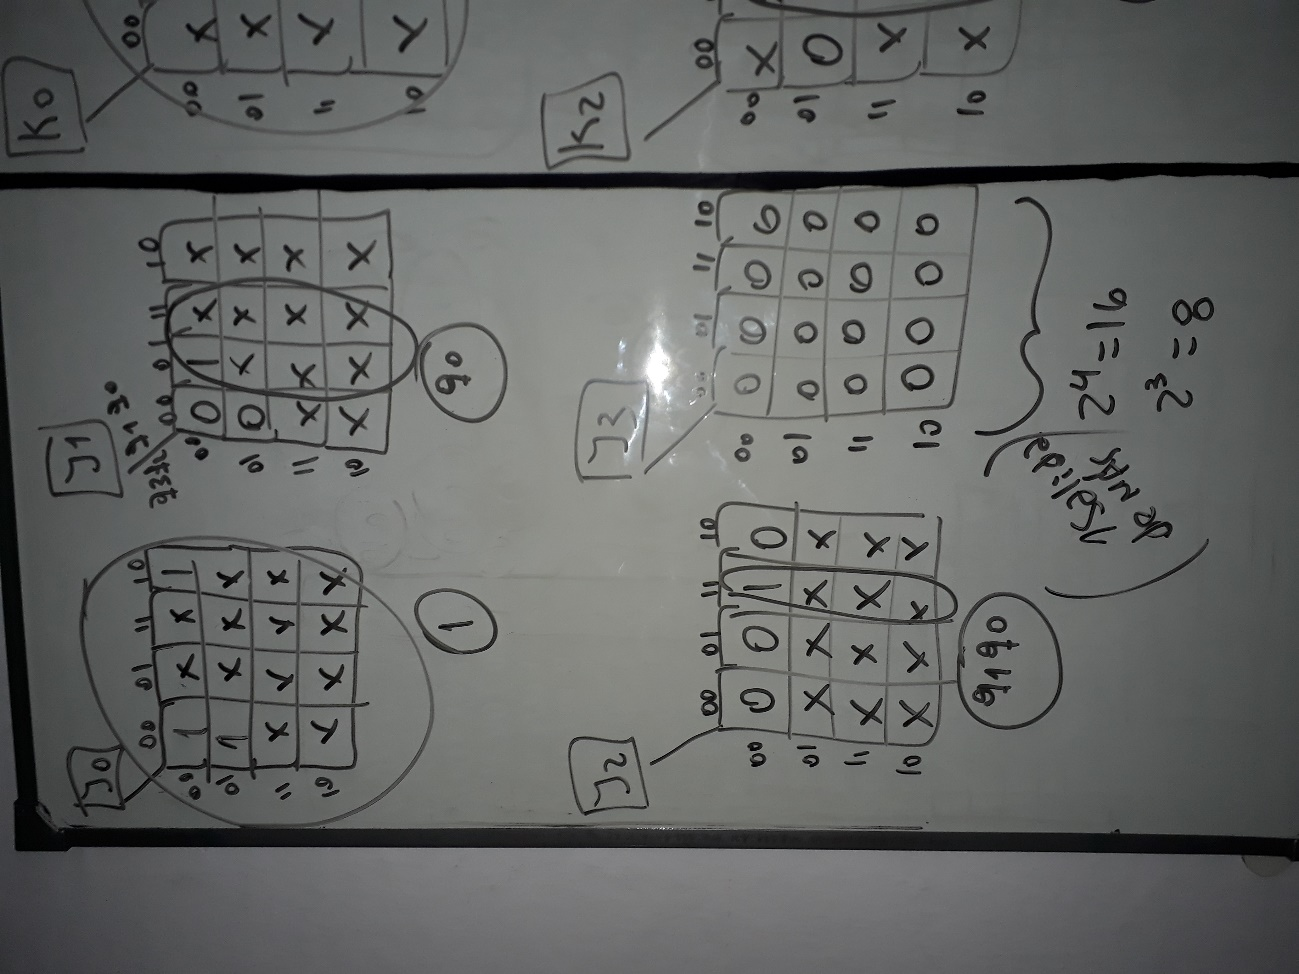 J0
00 01 11 10
00 1 X X 1
01 1 X X X
11 X X X X
10 X X X X
1
J1
q3q2 q1q0
00 01 11 10
00 0 1 X X
01 0 X X X
11 X X X X
10 X X X X
q0
K0
00
00 X
01 X
11 X
10 X
J2
00 01 11 10
00 0 0 1 0
01 X X X X
11 X X X X
10 X X X X
q1q0
J3
00 01 11 10
00 0 0 0 0
01 0 0 0 0
11 0 0 0 0
10 0 0 0 0
K2
00
00 X
01 0
11 X
10 X
2⁴ = 16
2³ = 8